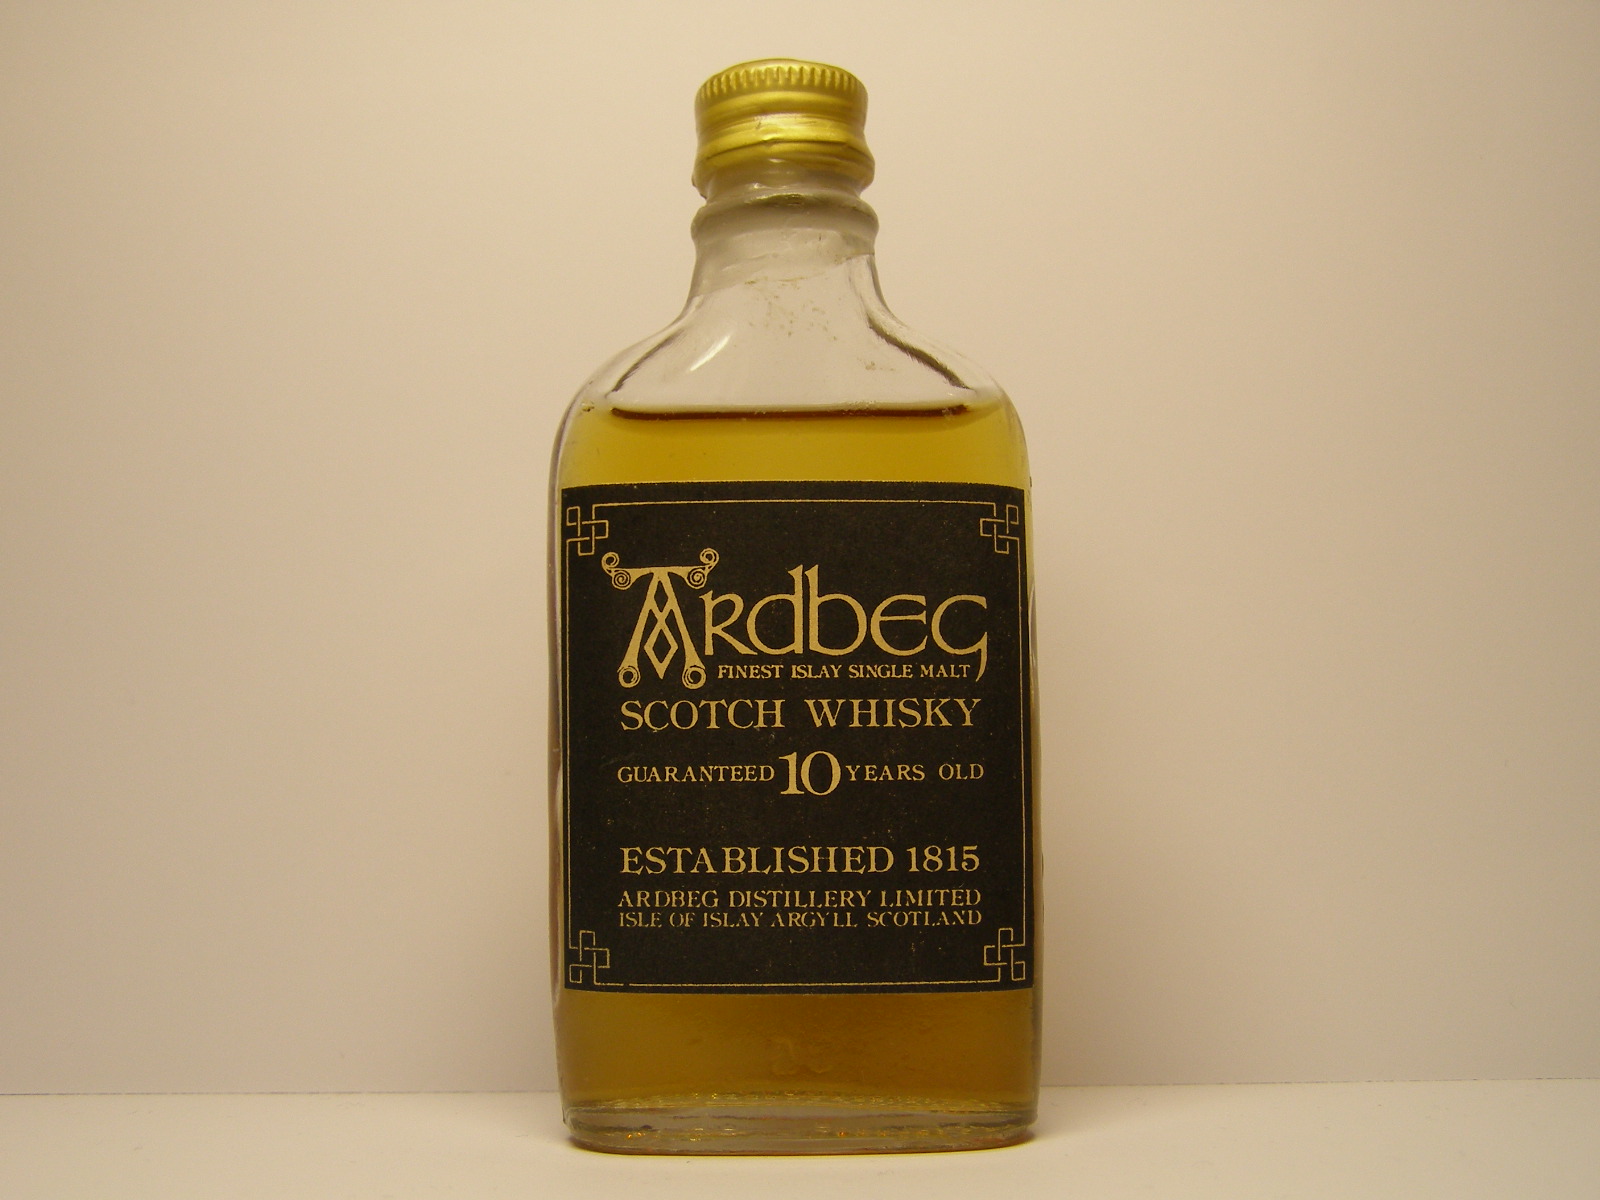 Ardbeg
FINEST ISLAY SINGLE MALT
SCOTCH WHISKY
GUARANTEED 10 YEARS OLD
ESTABLISHED 1815
ARDBEG DISTILLERY LIMITED
ISLE OF ISLAY ARGYLL SCOTLAND